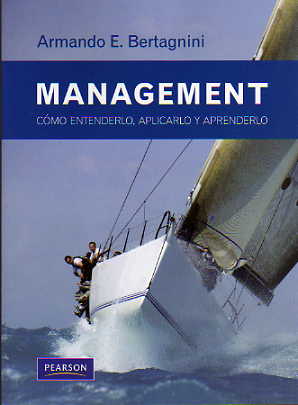 Armando E. Bertagnini
MANAGEMENT
CÓMO ENTENDERLO, APLICARLO Y APRENDERLO
PEARSON